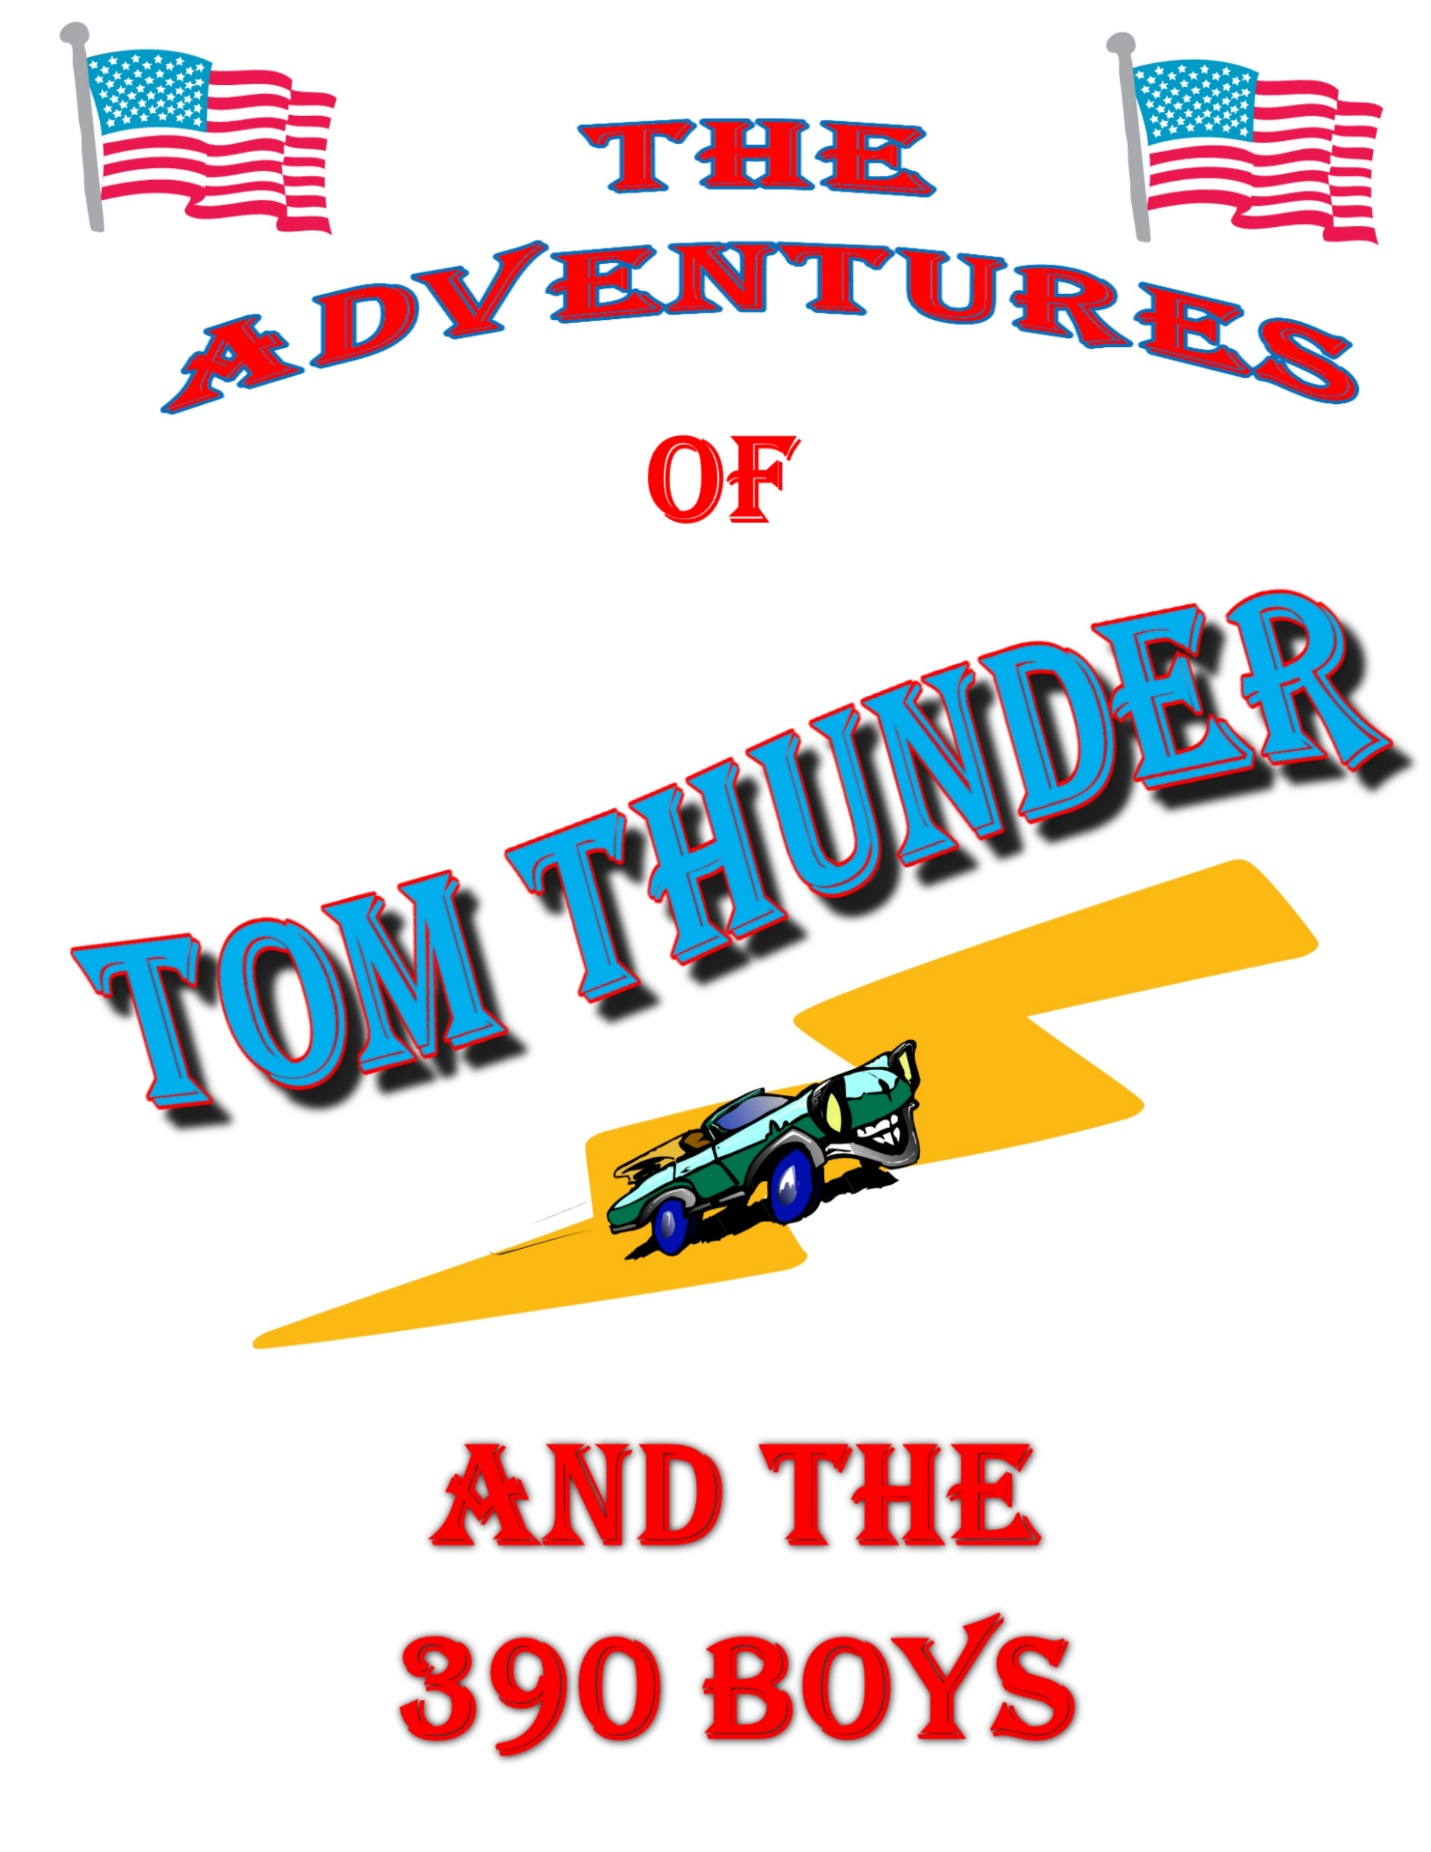 THE
ADVENTURES
OF
TOM THUNDER
AND THE
390 BOYS